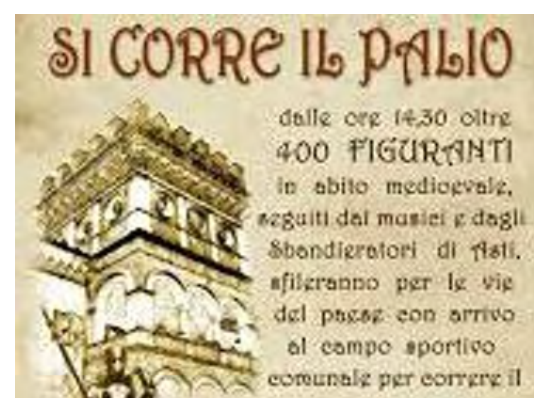 SI CORRE IL PALIO
dalle ore 14,30 oltre
400 FIGURANTI
in abito medioevale,
seguiti dai musici e dagli
Sbandieratori di Asti,
sfileranno per le vie
del paese con arrivo
al campo sportivo
comunale per correre il